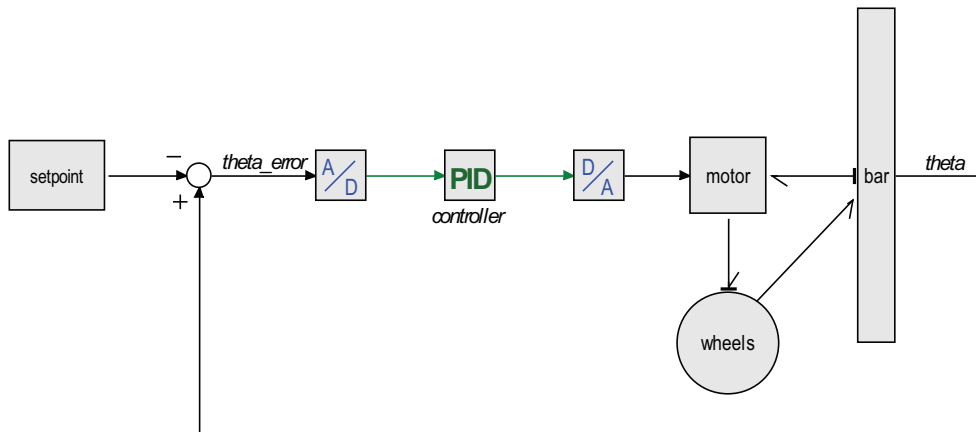 setpoint
−
+
theta_error
A/D
PID
controller
D/A
motor
wheels
bar
theta